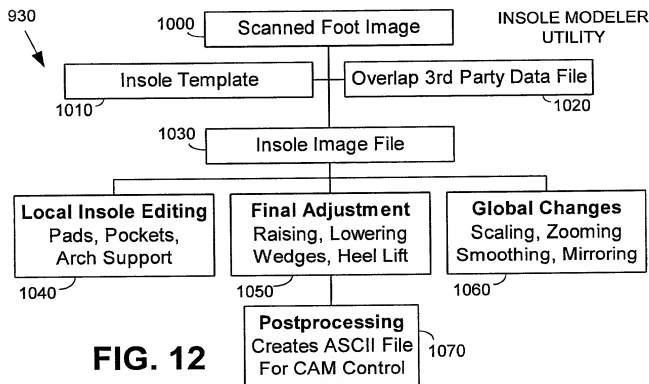 930
1000
Scanned Foot Image
INSOLE MODELER
UTILITY
Insole Template
1010
Overlap 3rd Party Data File
1020
1030
Insole Image File
Local Insole Editing
Pads, Pockets,
Arch Support
1040
Final Adjustment
Raising, Lowering
Wedges, Heel Lift
1050
Global Changes
Scaling, Zooming
Smoothing, Mirroring
1060
Postprocessing
Creates ASCII File
For CAM Control
1070
FIG. 12